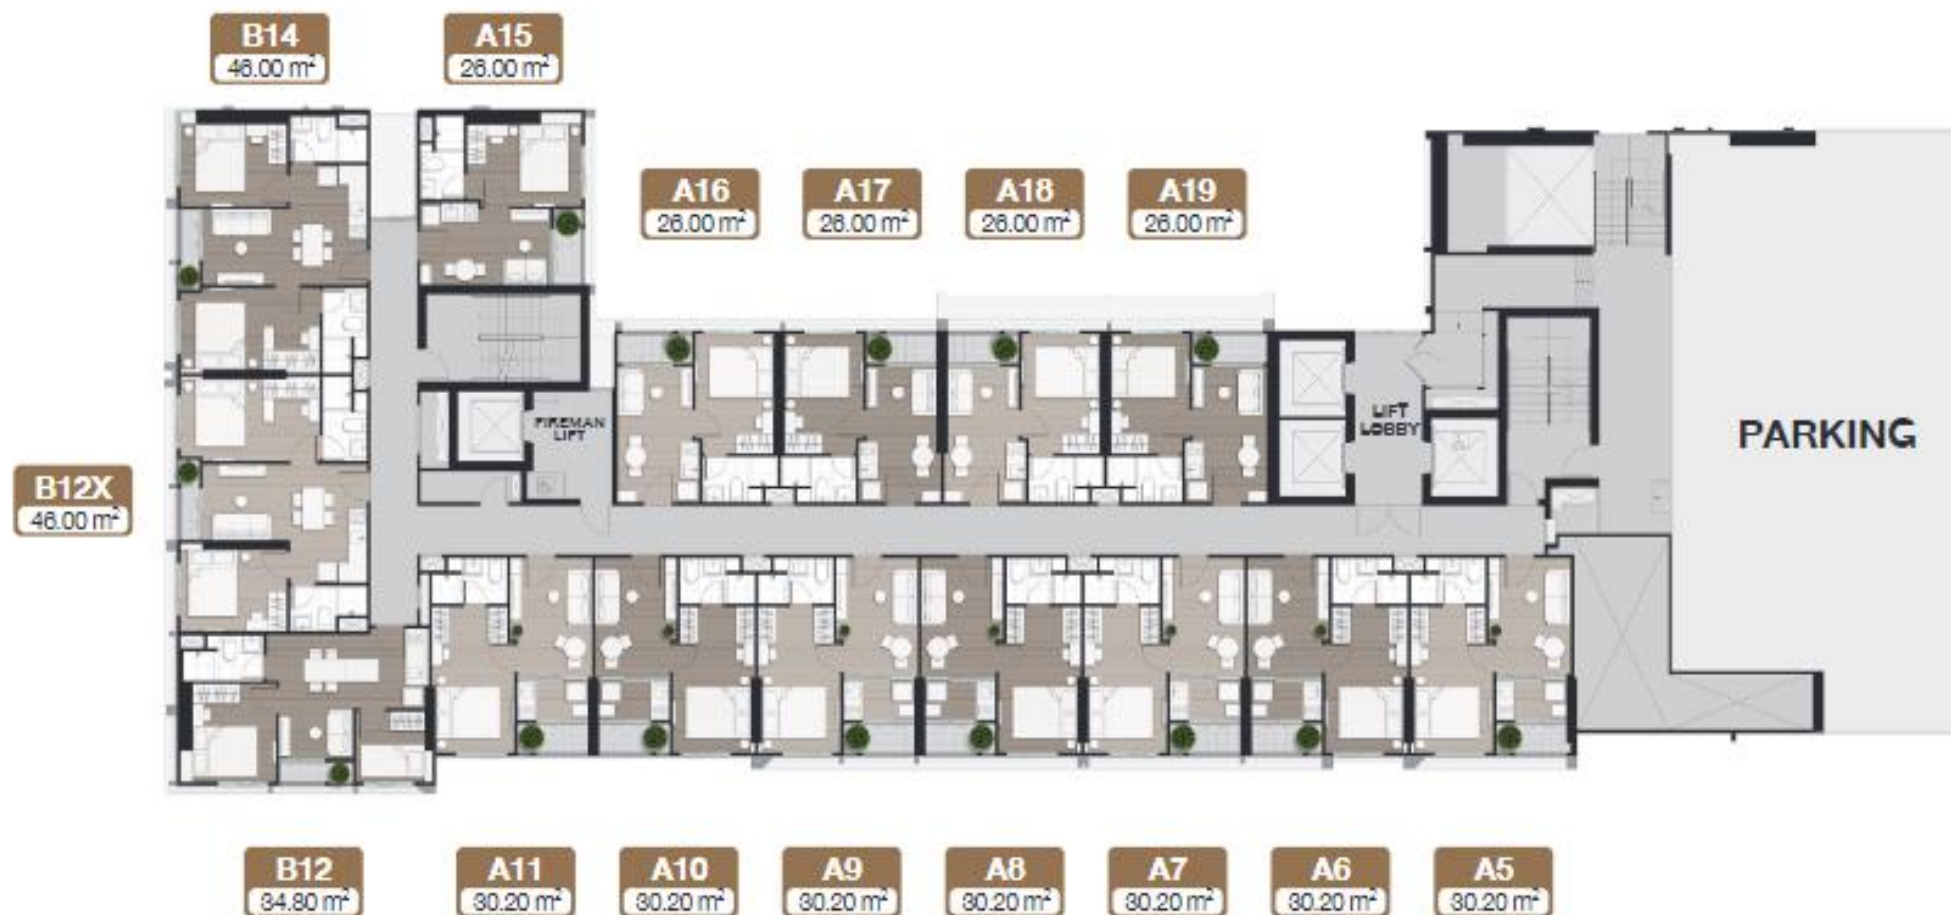 B14
46.00 m²
A15
26.00 m²
A16
26.00 m²
A17
26.00 m²
A18
26.00 m²
A19
26.00 m²
FIREMAN
LIFT
LIFT
LOBBY
PARKING
B12X
46.00 m²
B12
34.80 m²
A11
30.20 m²
A10
30.20 m²
A9
30.20 m²
A8
30.20 m²
A7
30.20 m²
A6
30.20 m²
A5
30.20 m²